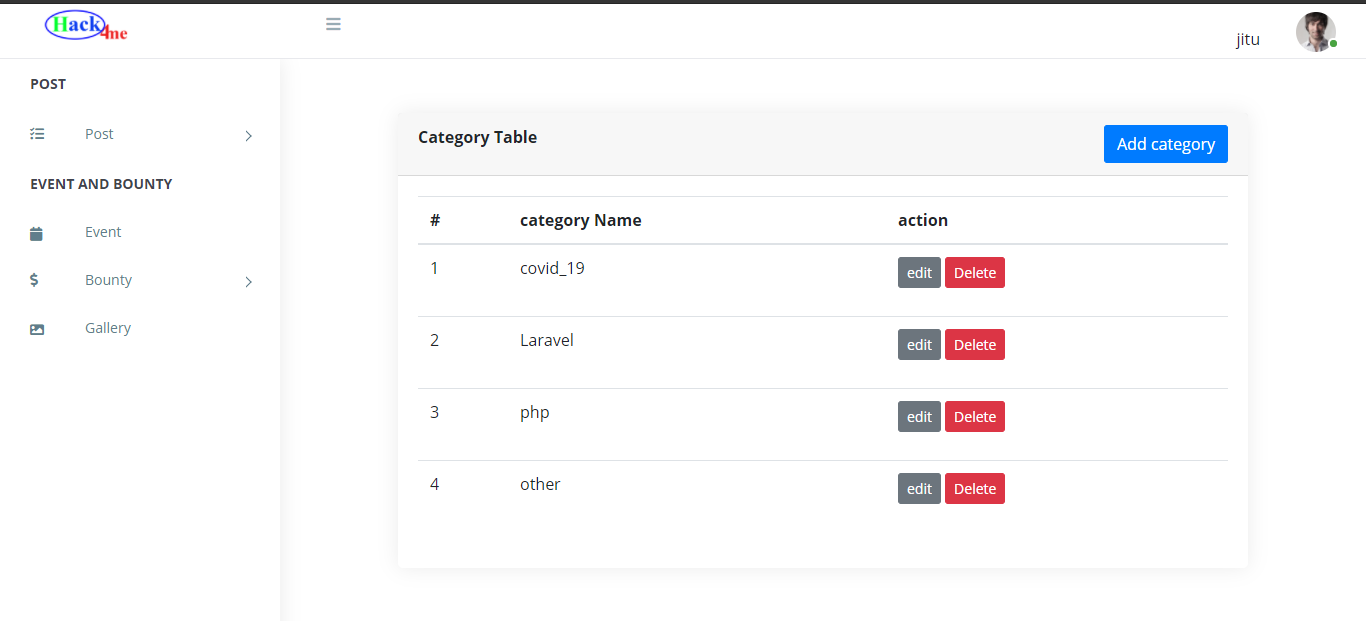 Hack4me
jitu
POST
Post
EVENT AND BOUNTY
Event
$ Bounty
Gallery
Category Table
Add category
# category Name action
1 covid_19 edit Delete
2 Laravel edit Delete
3 php edit Delete
4 other edit Delete